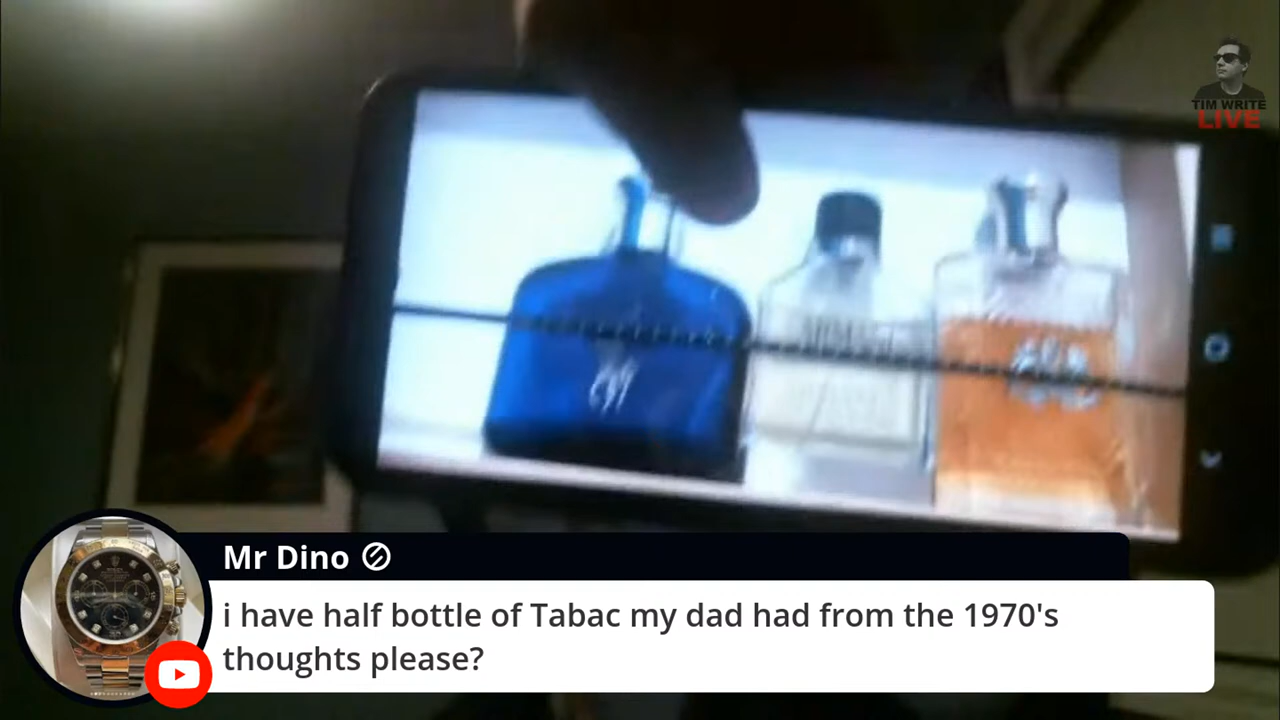 TIM WRITE
LIVE
Mr Dino
i have half bottle of Tabac my dad had from the 1970's
thoughts please?